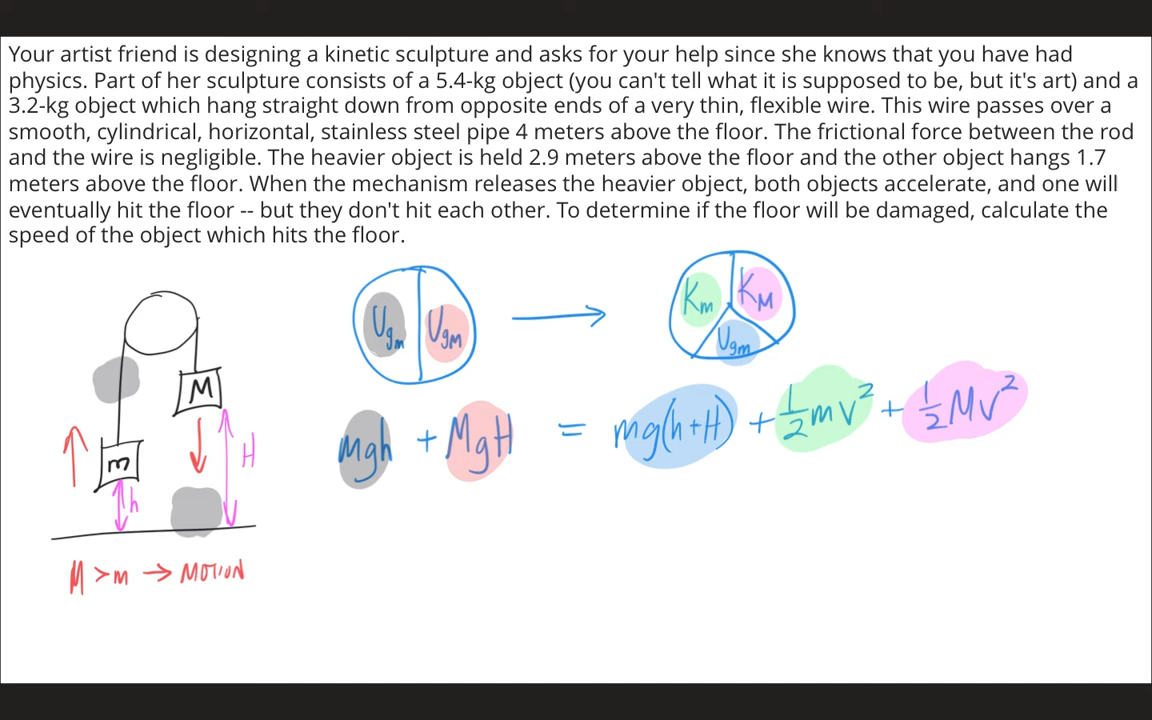 Your artist friend is designing a kinetic sculpture and asks for your help since she knows that you have had
physics. Part of her sculpture consists of a 5.4-kg object (you can't tell what it is supposed to be, but it's art) and a
3.2-kg object which hang straight down from opposite ends of a very thin, flexible wire. This wire passes over a
smooth, cylindrical, horizontal, stainless steel pipe 4 meters above the floor. The frictional force between the rod
and the wire is negligible. The heavier object is held 2.9 meters above the floor and the other object hangs 1.7
meters above the floor. When the mechanism releases the heavier object, both objects accelerate, and one will
eventually hit the floor -- but they don't hit each other. To determine if the floor will be damaged, calculate the
speed of the object which hits the floor.
Ugm UgM → Km KM Ugm
M
m
H
h
mgh + MgH = mg(h+H) + 1/2 mv² + 1/2 Mv²
M > m → MOTION